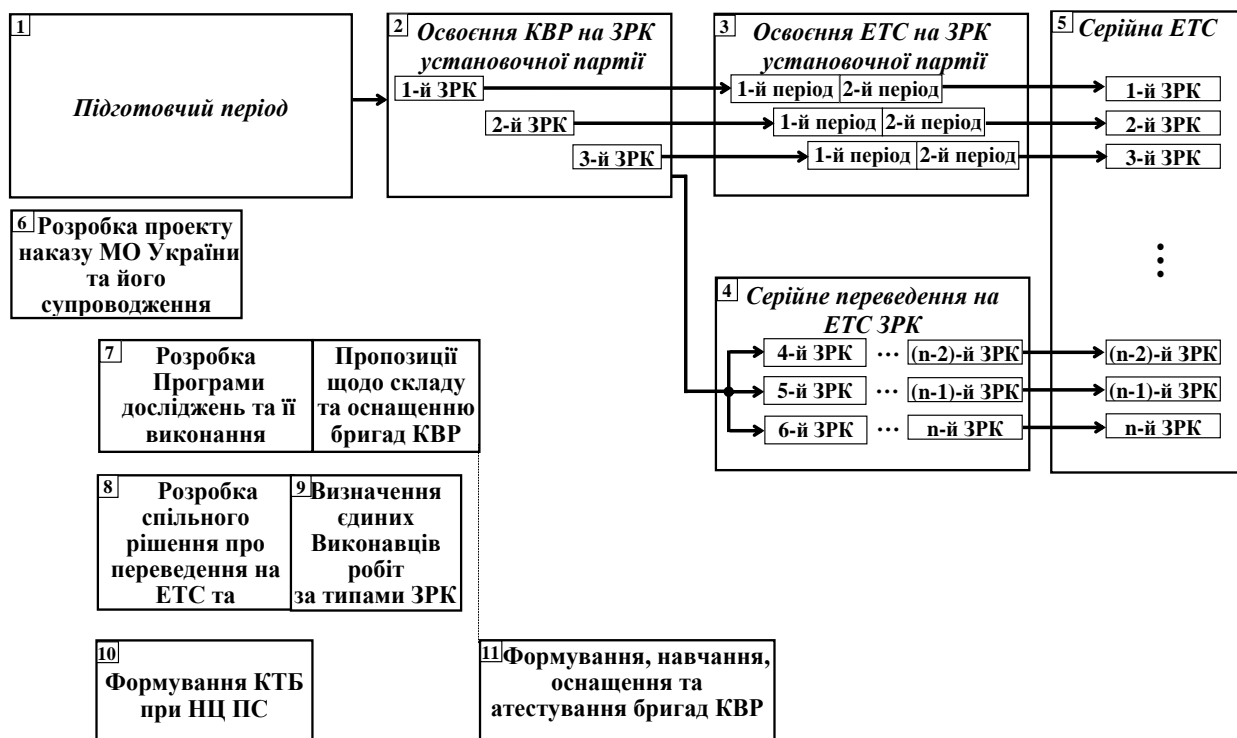 1
Підготовчий період
2
Освоєння КВР на ЗРК
установочної партії
1-й ЗРК
2-й ЗРК
3-й ЗРК
3
Освоєння ЕТС на ЗРК
установочної партії
1-й період 2-й період
1-й період 2-й період
1-й період 2-й період
5
Серійна ЕТС
1-й ЗРК
2-й ЗРК
3-й ЗРК
⋮
(n-2)-й ЗРК
(n-1)-й ЗРК
n-й ЗРК
4
Серійне переведення на
ЕТС ЗРК
4-й ЗРК … (n-2)-й ЗРК
5-й ЗРК … (n-1)-й ЗРК
6-й ЗРК … n-й ЗРК
6
Розробка проекту
наказу МО України
та його
супроводження
7
Розробка
Програми
досліджень та її
виконання
Пропозиції
щодо складу
та оснащенню
бригад КВР
8
Розробка
спільного
рішення про
переведення на
ЕТС та
9
Визначення
єдиних
Виконавців
робіт
за типами ЗРК
10
Формування КТБ
при НЦ ПС
11
Формування, навчання,
оснащення та
атестування бригад КВР